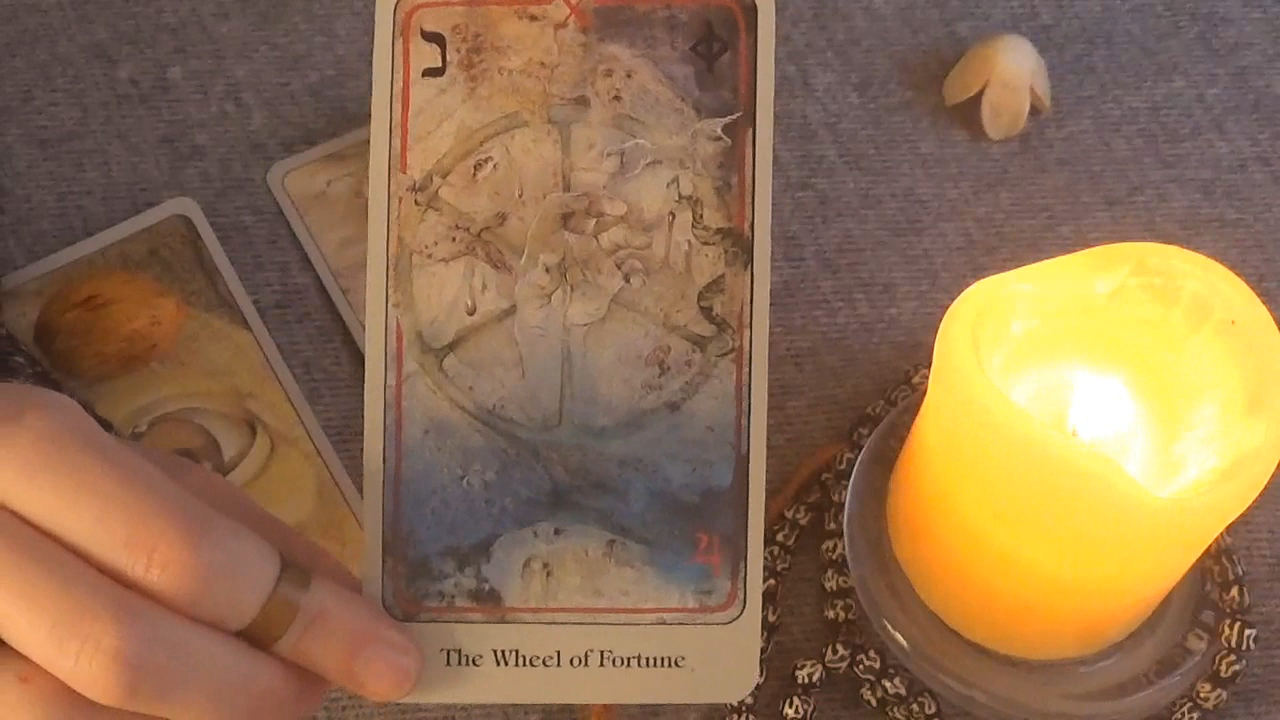 X
כ ᛄ
♃
The Wheel of Fortune